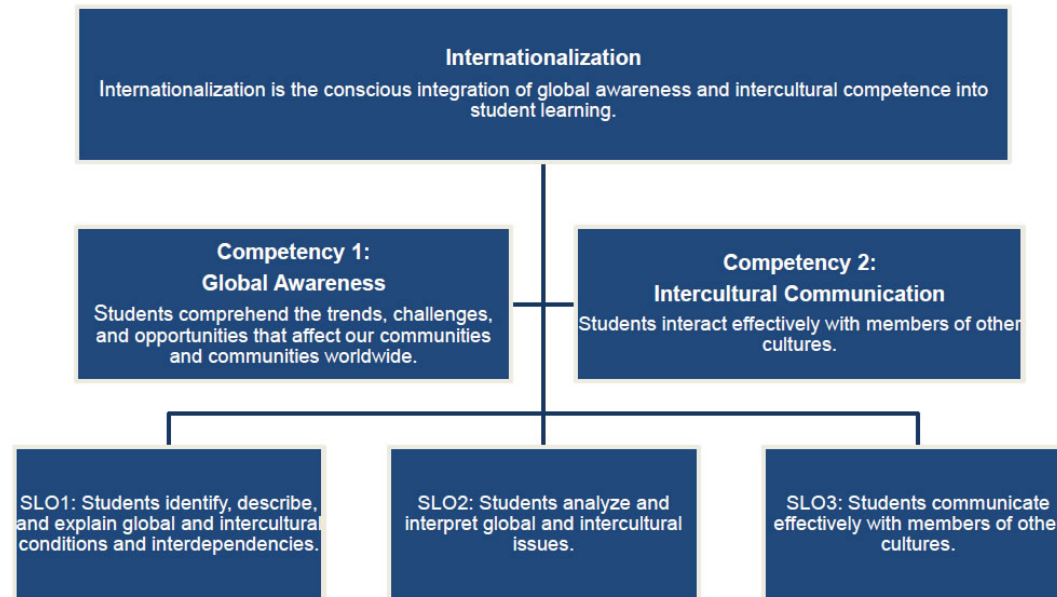 Internationalization
Internationalization is the conscious integration of global awareness and intercultural competence into
student learning.
Competency 1:
Global Awareness
Students comprehend the trends, challenges,
and opportunities that affect our communities
and communities worldwide.
Competency 2:
Intercultural Communication
Students interact effectively with members of other
cultures.
SLO1: Students identify, describe,
and explain global and intercultural
conditions and interdependencies.
SLO2: Students analyze and
interpret global and intercultural
issues.
SLO3: Students communicate
effectively with members of other
cultures.